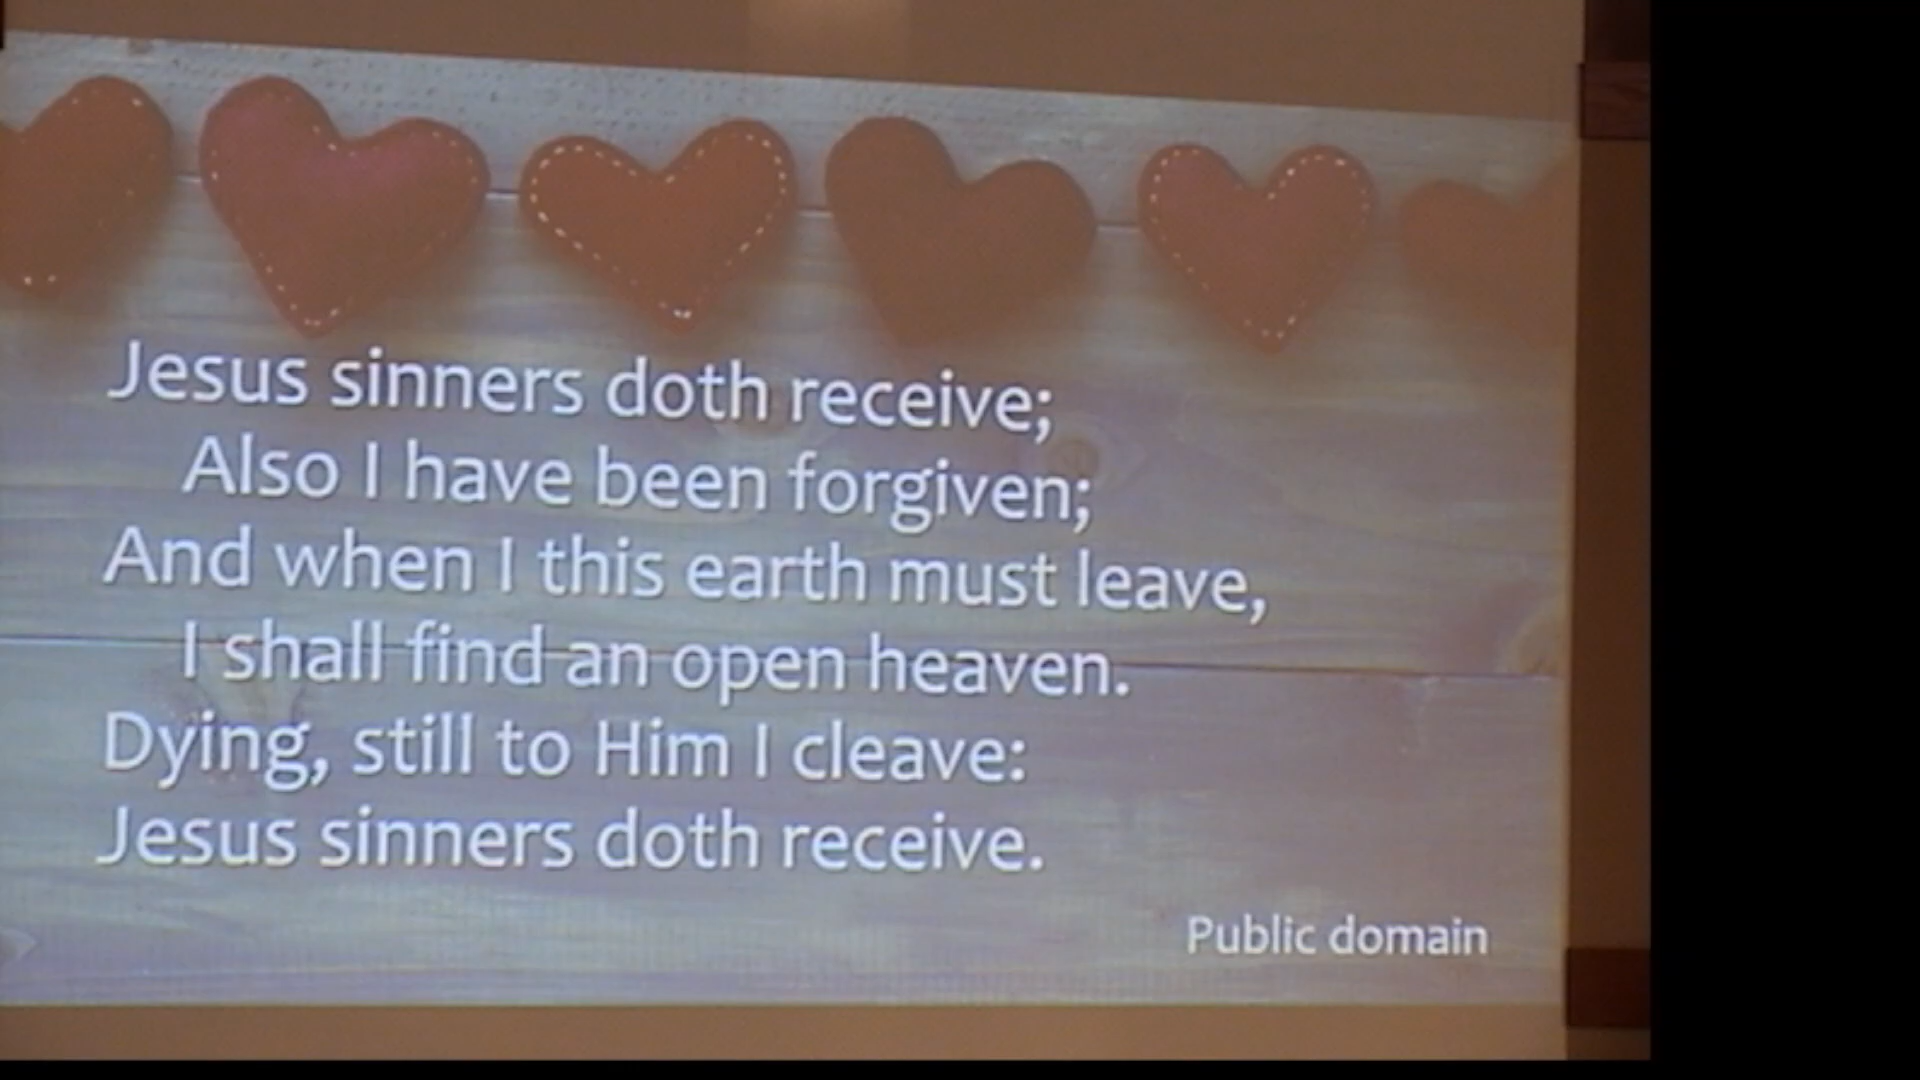 Jesus sinners doth receive;
Also I have been forgiven;
And when I this earth must leave,
I shall find an open heaven.
Dying, still to Him I cleave:
Jesus sinners doth receive.
Public domain